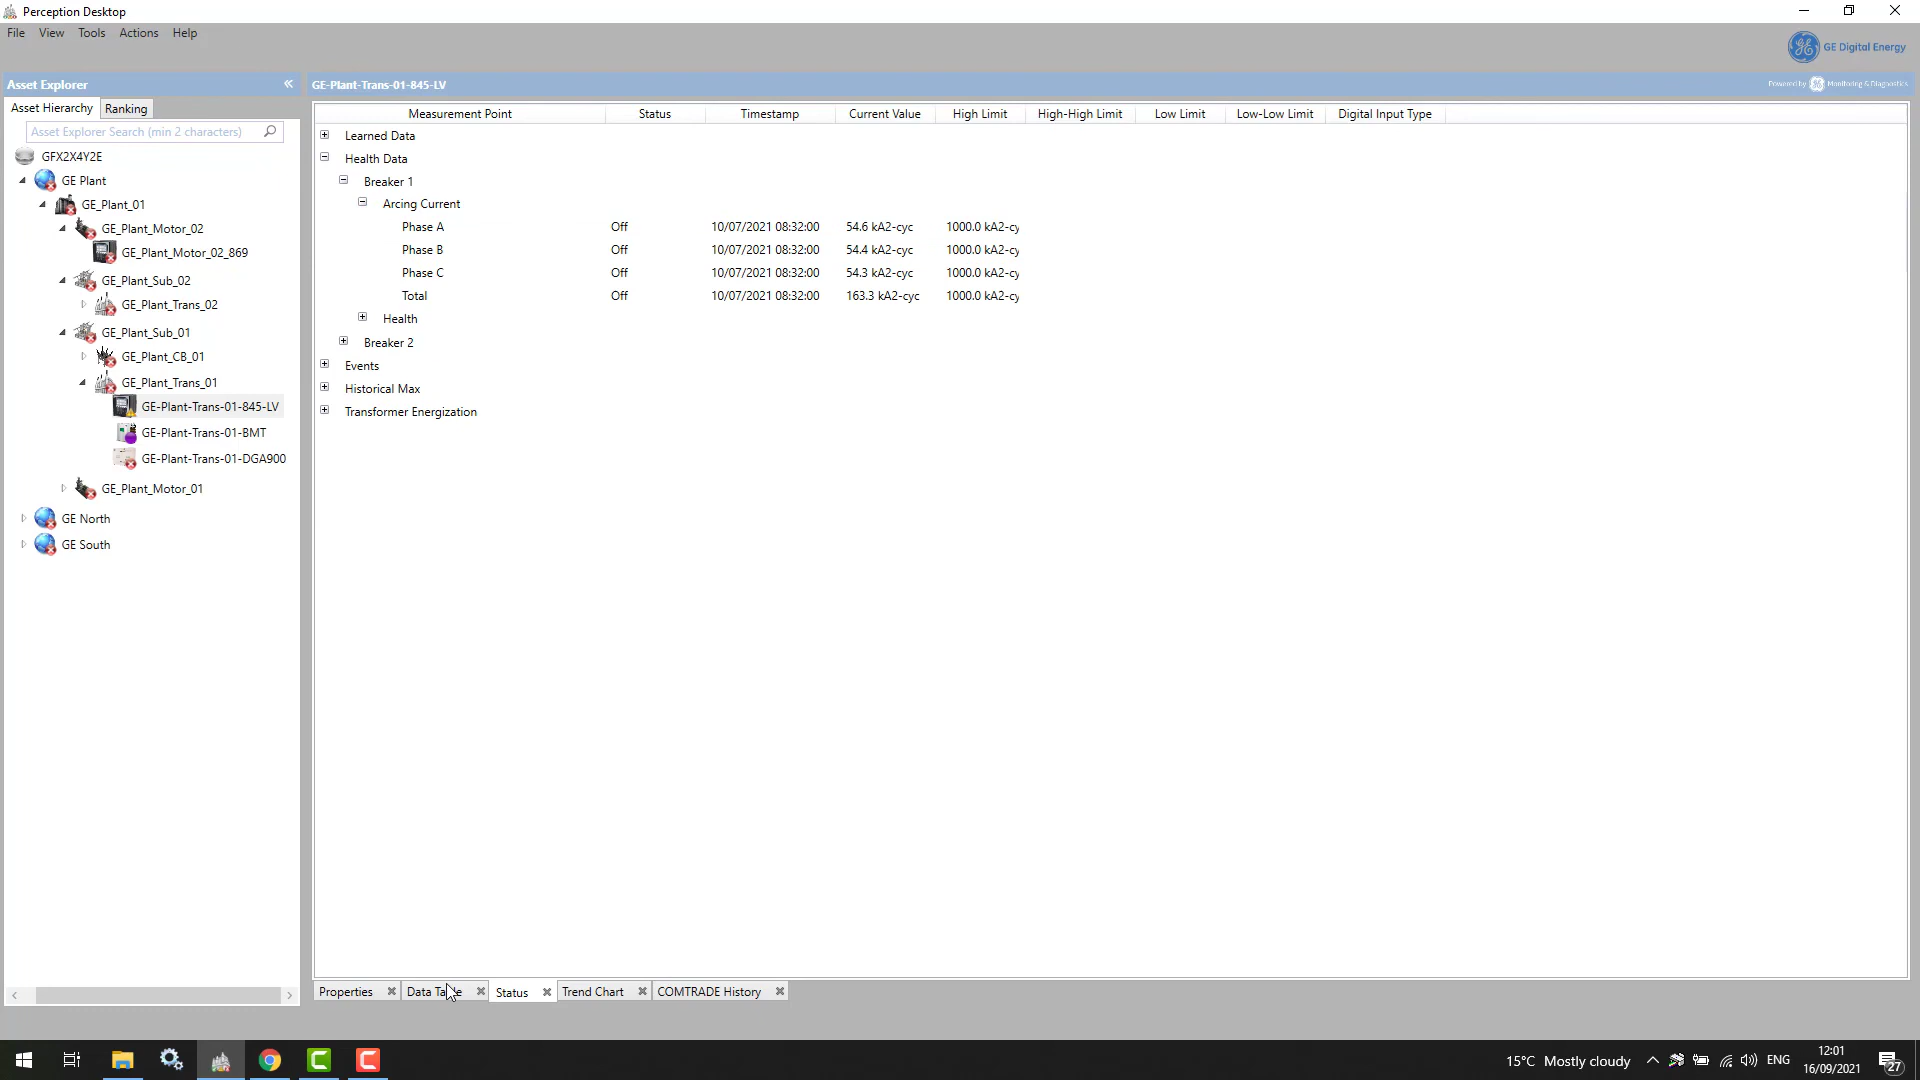 Perception Desktop
File View Tools Actions Help
GE Digital Energy
Asset Explorer
GE-Plant-Trans-01-845-LV
Powered by Monitoring & Diagnostics
Asset Hierarchy Ranking
Measurement Point Status Timestamp Current Value High Limit High-High Limit Low Limit Low-Low Limit Digital Input Type
Asset Explorer Search (min 2 characters)
Learned Data
GFX2X4Y2E
Health Data
GE Plant
Breaker 1
GE_Plant_01
Arcing Current
GE_Plant_Motor_02
Phase A Off 10/07/2021 08:32:00 54.6 kA2-cyc 1000.0 kA2-cy
GE_Plant_Motor_02_869
Phase B Off 10/07/2021 08:32:00 54.4 kA2-cyc 1000.0 kA2-cy
GE_Plant_Sub_02
Phase C Off 10/07/2021 08:32:00 54.3 kA2-cyc 1000.0 kA2-cy
GE_Plant_Trans_02
Total Off 10/07/2021 08:32:00 163.3 kA2-cyc 1000.0 kA2-cy
GE_Plant_Sub_01
Health
GE_Plant_CB_01
Breaker 2
GE_Plant_Trans_01
Events
GE-Plant-Trans-01-845-LV
Historical Max
GE-Plant-Trans-01-BMT
Transformer Energization
GE-Plant-Trans-01-DGA900
GE_Plant_Motor_01
GE North
GE South
Properties Data Table Status Trend Chart COMTRADE History
15°C Mostly cloudy ENG 12:01
16/09/2021
27